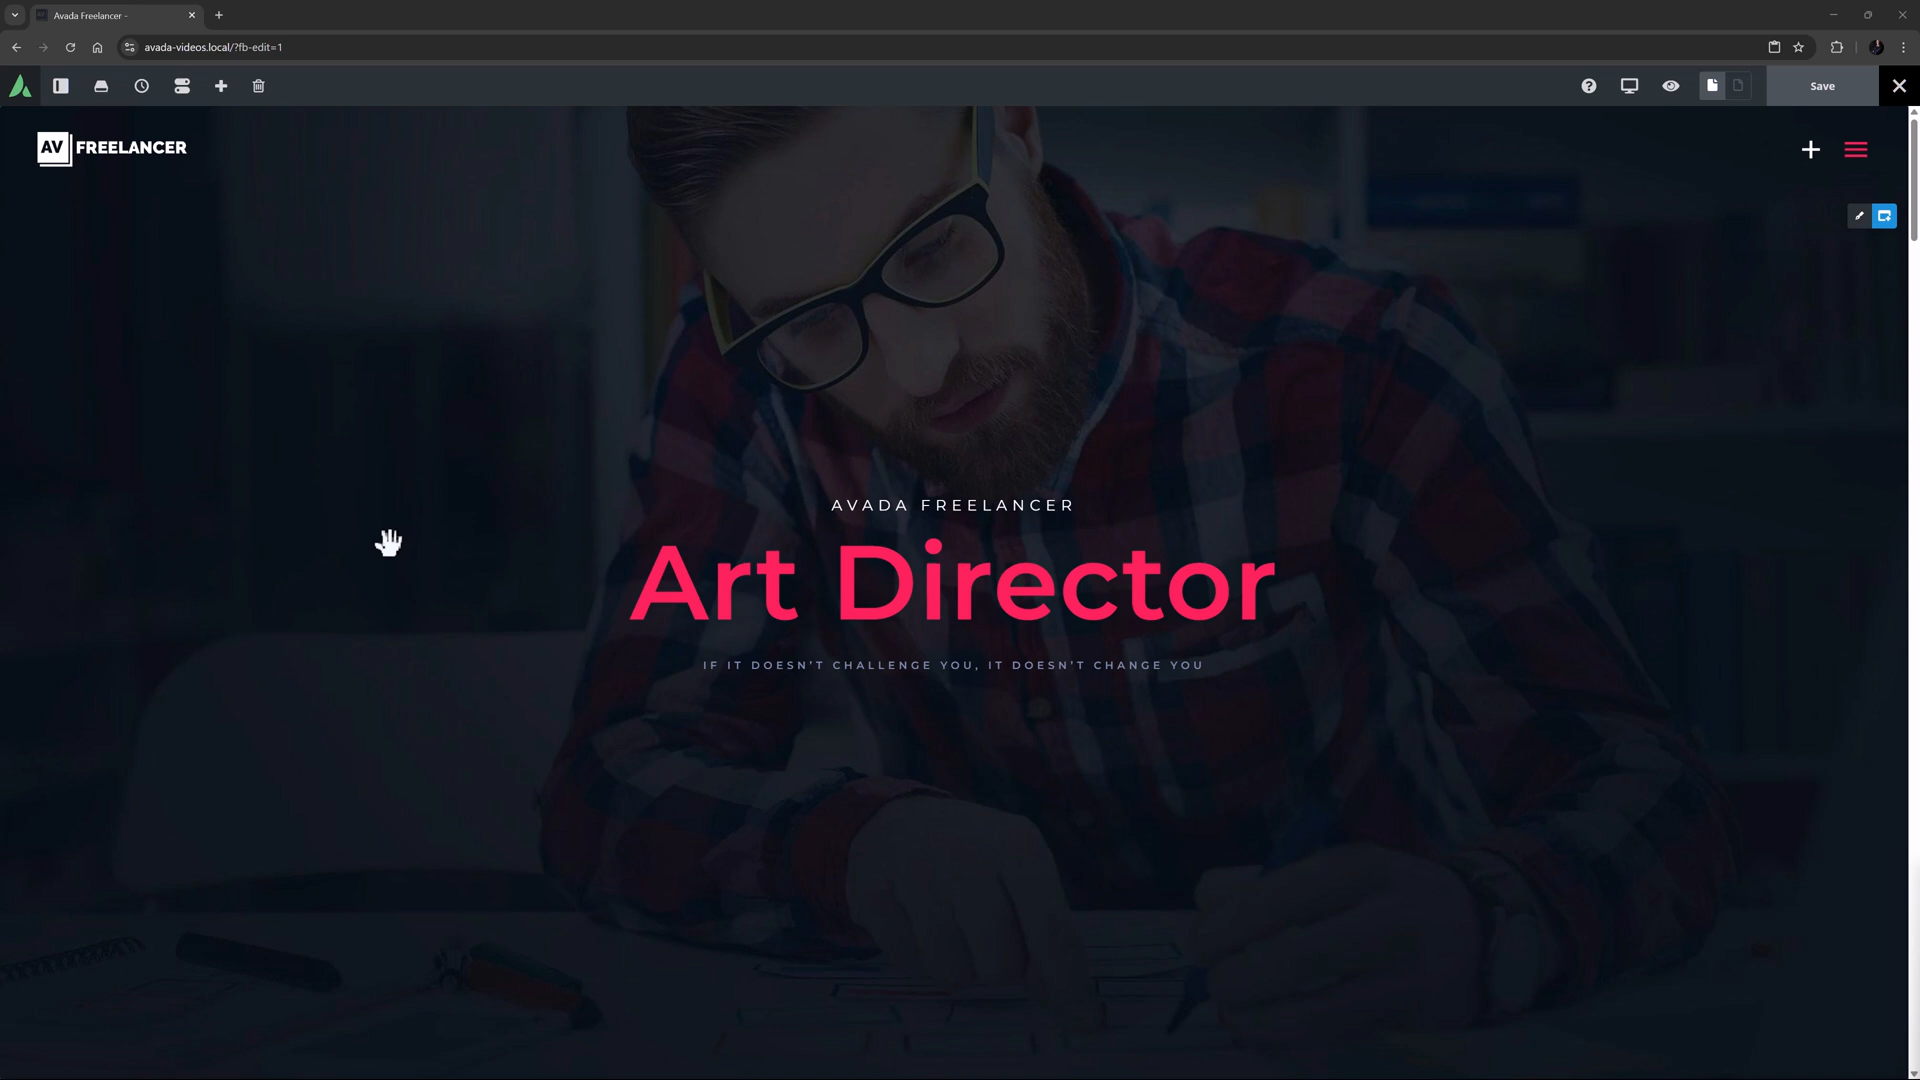 Avada Freelancer -
avada-videos.local/?fb-edit=1
Save
AV FREELANCER
AVADA FREELANCER
Art Director
IF IT DOESN'T CHALLENGE YOU, IT DOESN'T CHANGE YOU